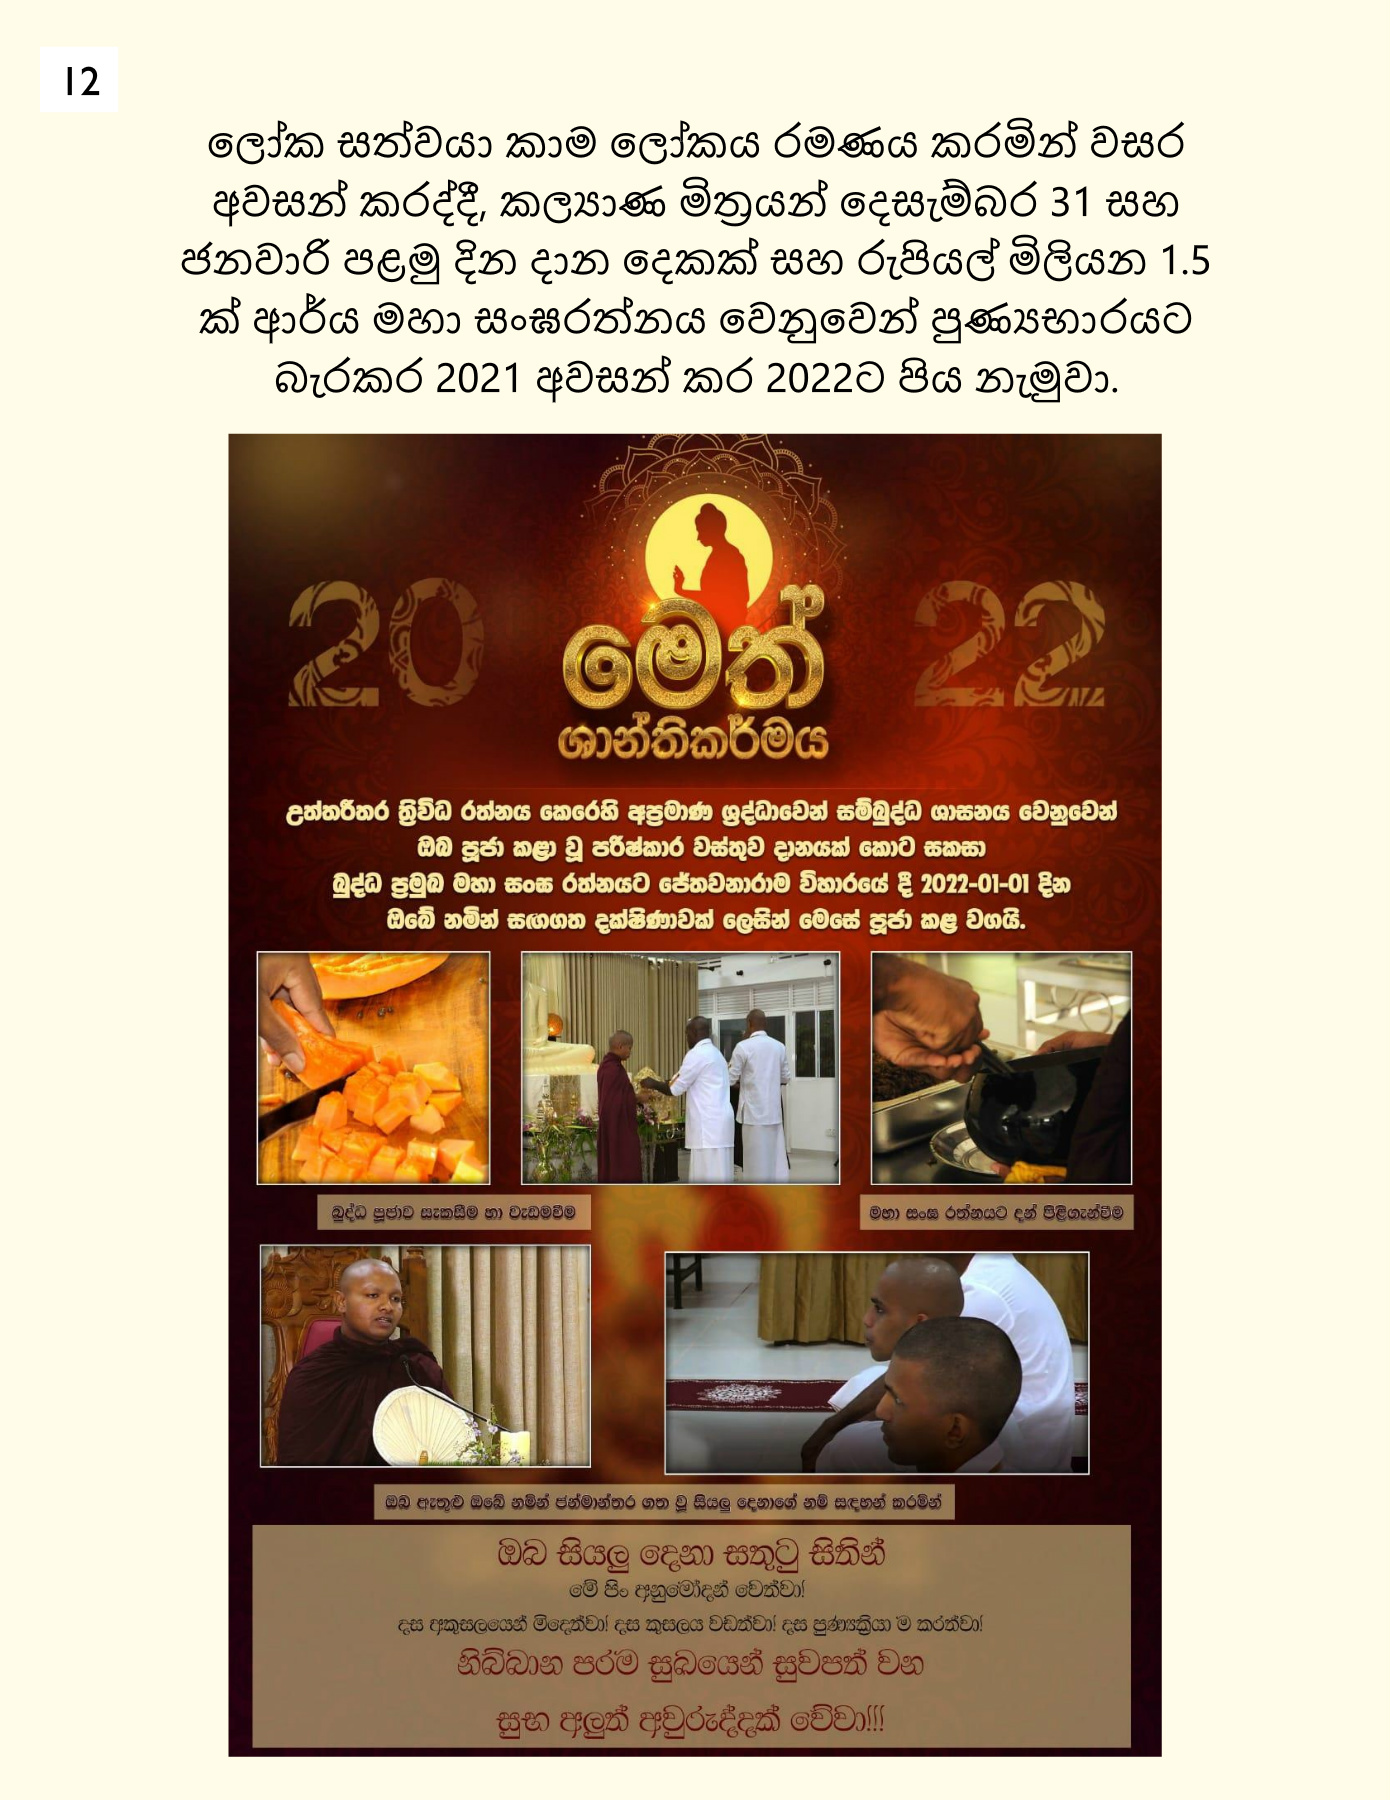 12
ලෝක සත්වයා කාම ලෝකය රමණය කරමින් වසර
අවසන් කරද්දී, කල්‍යාණ මිත්‍රයන් දෙසැම්බර 31 සහ
ජනවාරි පළමු දින දාන දෙකක් සහ රුපියල් මිලියන 1.5
ක් ආර්ය මහා සංඝරත්නය වෙනුවෙන් පුණ්‍යභාරයට
බැරකර 2021 අවසන් කර 2022ට පිය නැමුවා.
20 22
මෙත්
ශාන්තිකර්මය
උත්තරීතර ත්‍රිවිධ රත්නය කෙරෙහි අප්‍රමාණ ශ්‍රද්ධාවෙන් සම්බුද්ධ ශාසනය වෙනුවෙන්
ඔබ පූජා කළා වූ පරිෂ්කාර වස්තුව දානයක් කොට සකසා
බුද්ධ ප්‍රමුඛ මහා සංඝ රත්නයට ජේතවනාරාම විහාරයේ දී 2022-01-01 දින
ඔබේ නමින් සඟගත දක්ෂිණාවක් ලෙසින් මෙසේ පූජා කළ වගයි.
බුද්ධ පූජාව සැකසීම හා වැඩමවීම
මහා සංඝ රත්නයට දන් පිළිගැන්වීම
ඔබ ඇතුළු ඔබේ නමින් ජන්මාන්තර ගත වූ සියලු දෙනාගේ නම් සඳහන් කරමින්
ඔබ සියලු දෙනා සතුටු සිතින්
මේ පිං අනුමෝදන් වෙත්වා!
දස අකුසලයෙන් මිදෙත්වා! දස කුසලය වඩත්වා! දස පුණ්‍යක්‍රියා ම කරත්වා!
නිබ්බාන පරම සුඛයෙන් සුවපත් වන
සුභ අලුත් අවුරුද්දක් වේවා!!!